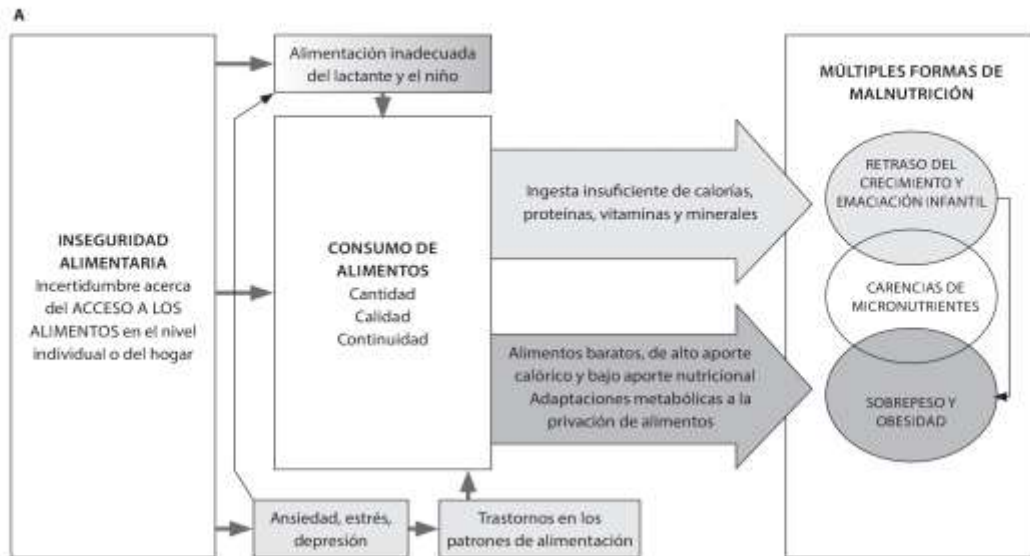 A
Alimentación inadecuada
del lactante y el niño
INSEGURIDAD
ALIMENTARIA
Incertidumbre acerca
del ACCESO A LOS
ALIMENTOS en el nivel
individual o del hogar
CONSUMO DE
ALIMENTOS
Cantidad
Calidad
Continuidad
Ansiedad, estrés,
depresión
Trastornos en los
patrones de alimentación
Ingesta insuficiente de calorías,
proteínas, vitaminas y minerales
Alimentos baratos, de alto aporte
calórico y bajo aporte nutricional
Adaptaciones metabólicas a la
privación de alimentos
MÚLTIPLES FORMAS DE
MALNUTRICIÓN
RETRASO DEL
CRECIMIENTO Y
EMACIACIÓN INFANTIL
CARENCIAS DE
MICRONUTRIENTES
SOBREPESO Y
OBESIDAD